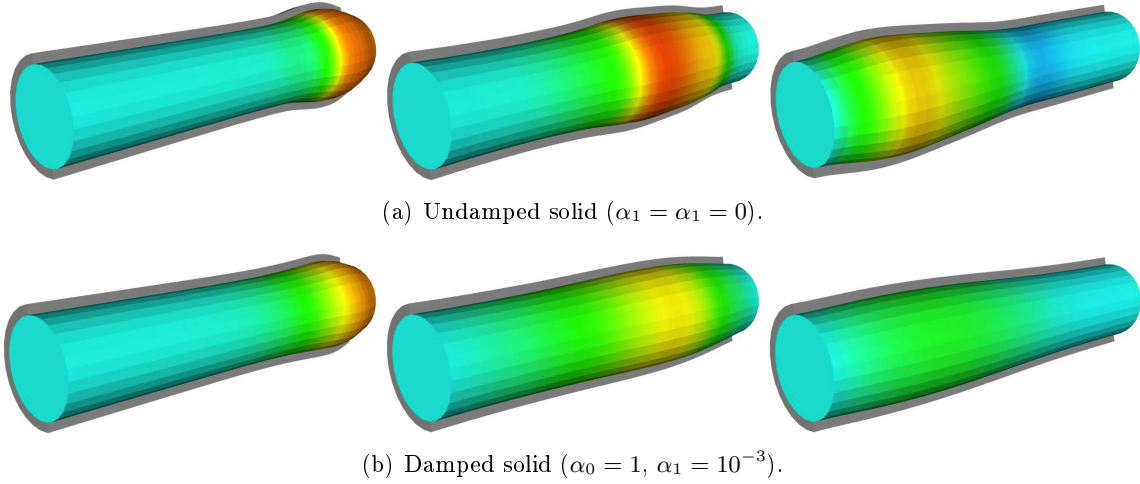 (a) Undamped solid (α₁ = α₁ = 0).
(b) Damped solid (α₀ = 1, α₁ = 10⁻³).